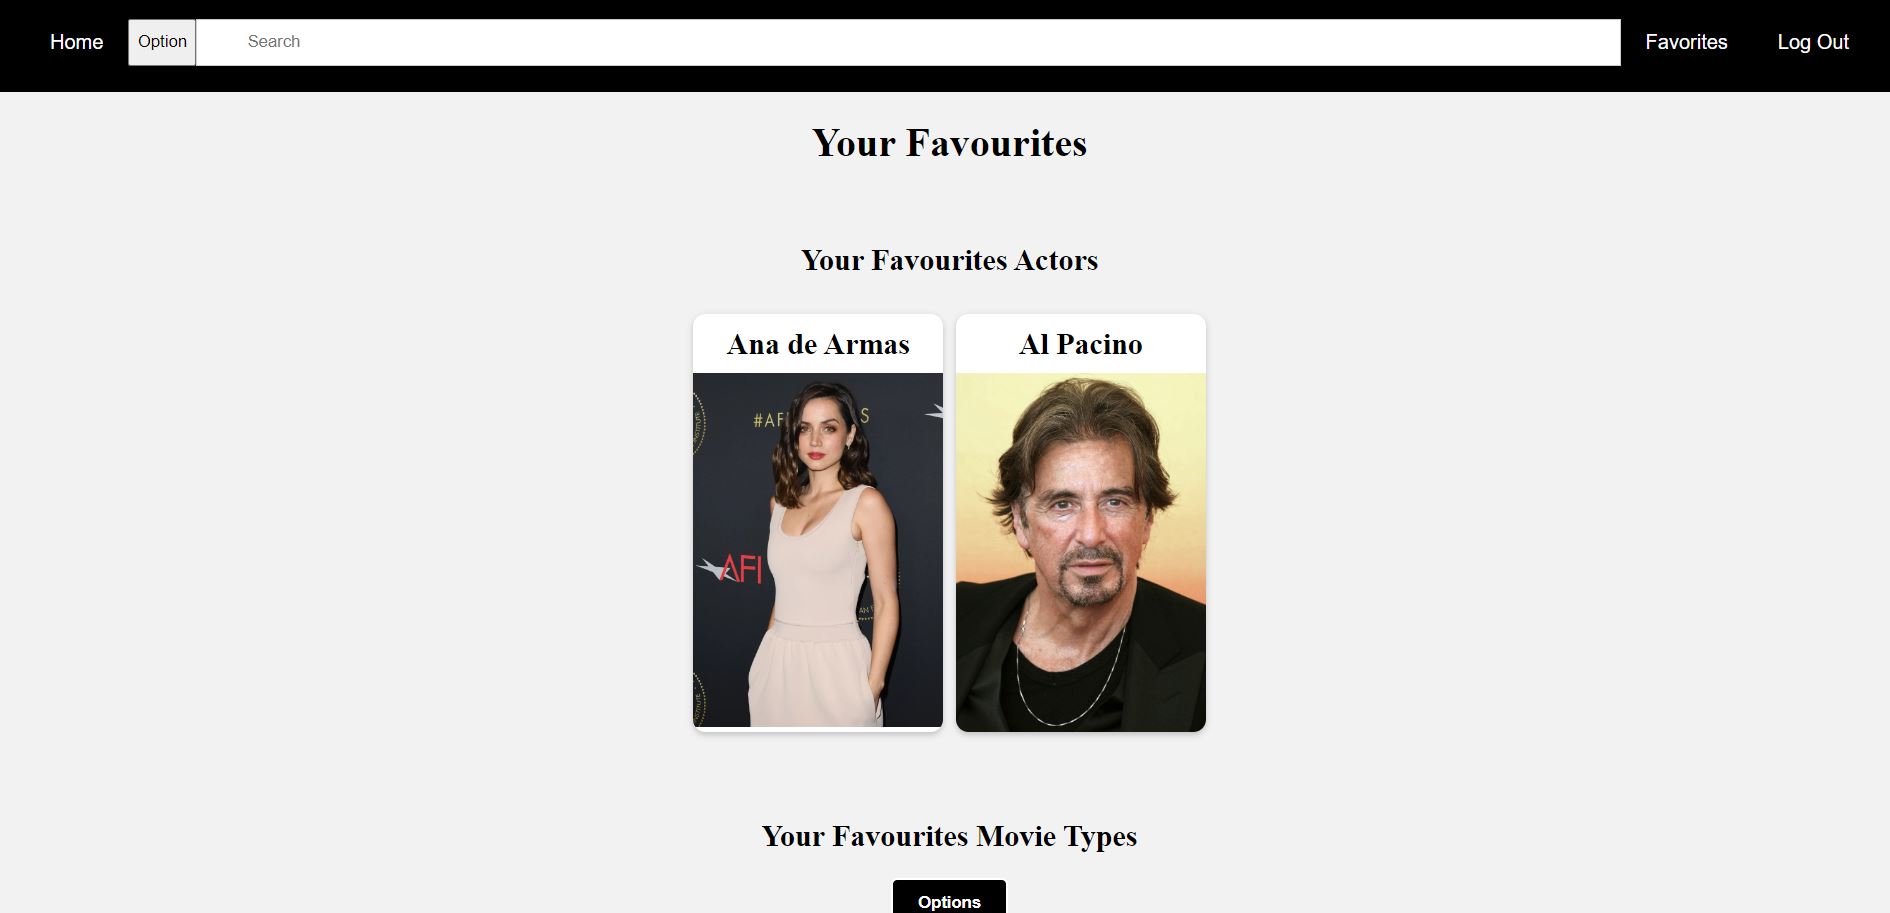 Home Option Search Favorites Log Out
Your Favourites
Your Favourites Actors
Ana de Armas
Al Pacino
#AFI
S
AFI
AN
Your Favourites Movie Types
Options